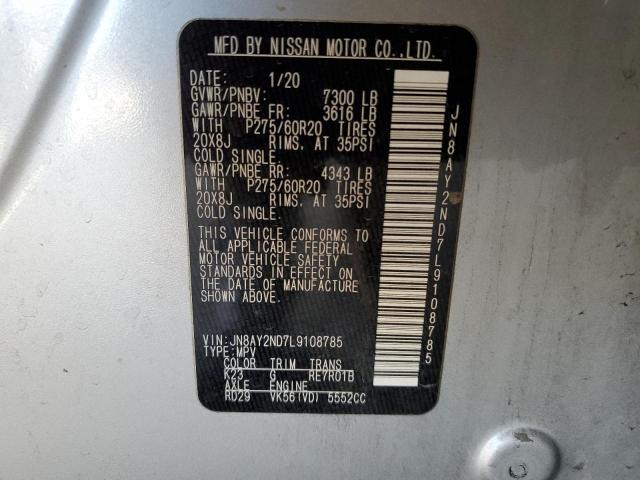 MFD BY NISSAN MOTOR CO.,LTD.
DATE: 1/20
GVWR/PNBV: 7300 LB
GAWR/PNBE FR: 3616 LB
WITH P275/60R20 TIRES
20X8J RIMS. AT 35PSI
COLD SINGLE.
GAWR/PNBE RR: 4343 LB
WITH P275/60R20 TIRES
20X8J RIMS. AT 35PSI
COLD SINGLE.
THIS VEHICLE CONFORMS TO
ALL APPLICABLE FEDERAL
MOTOR VEHICLE SAFETY
STANDARDS IN EFFECT ON
THE DATE OF MANUFACTURE
SHOWN ABOVE.
VIN:JN8AY2ND7L9108785
TYPE:MPV
COLOR TRIM TRANS
K23 G RE7R01B
AXLE ENGINE
RD29 VK56(VD) 5552CC
JN8AY2ND7L9108785